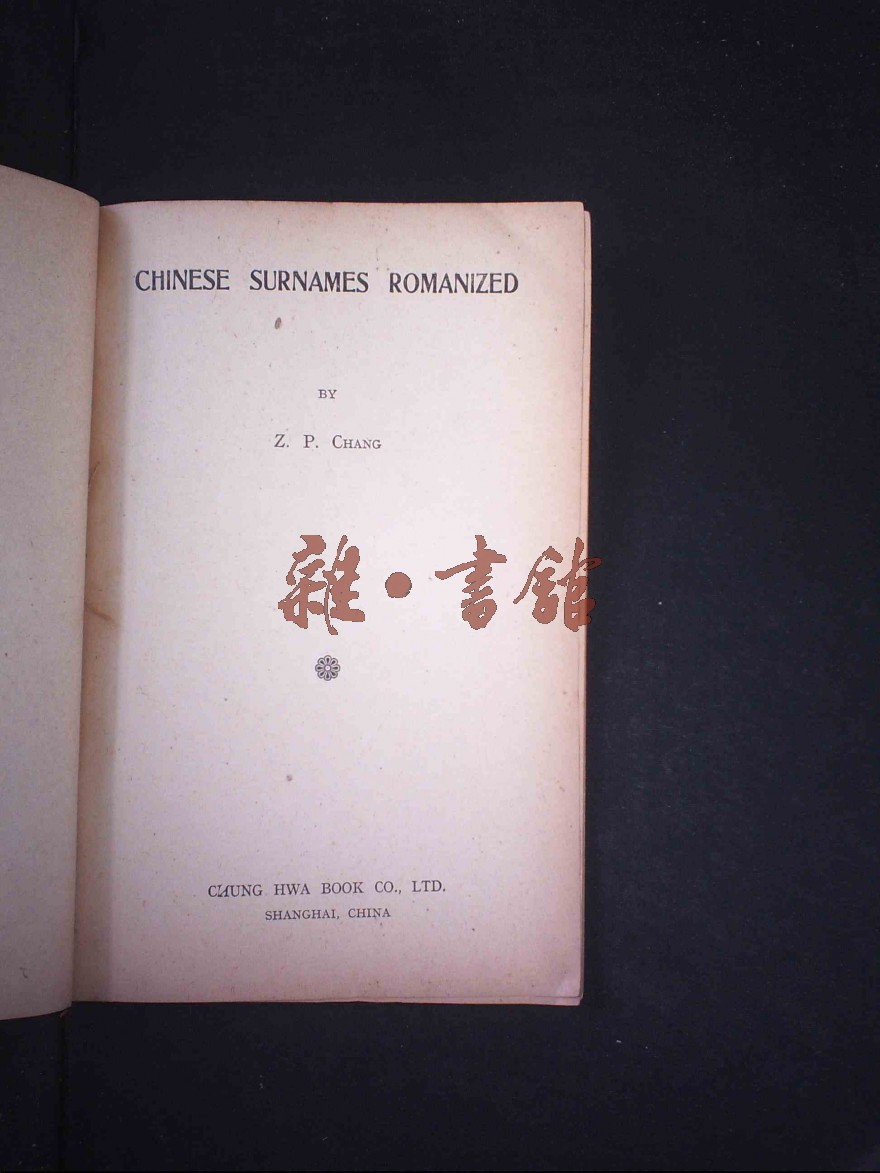 CHINESE SURNAMES ROMANIZED
BY
Z. P. CHANG
雜·書館
CHUNG HWA BOOK CO., LTD.
SHANGHAI, CHINA